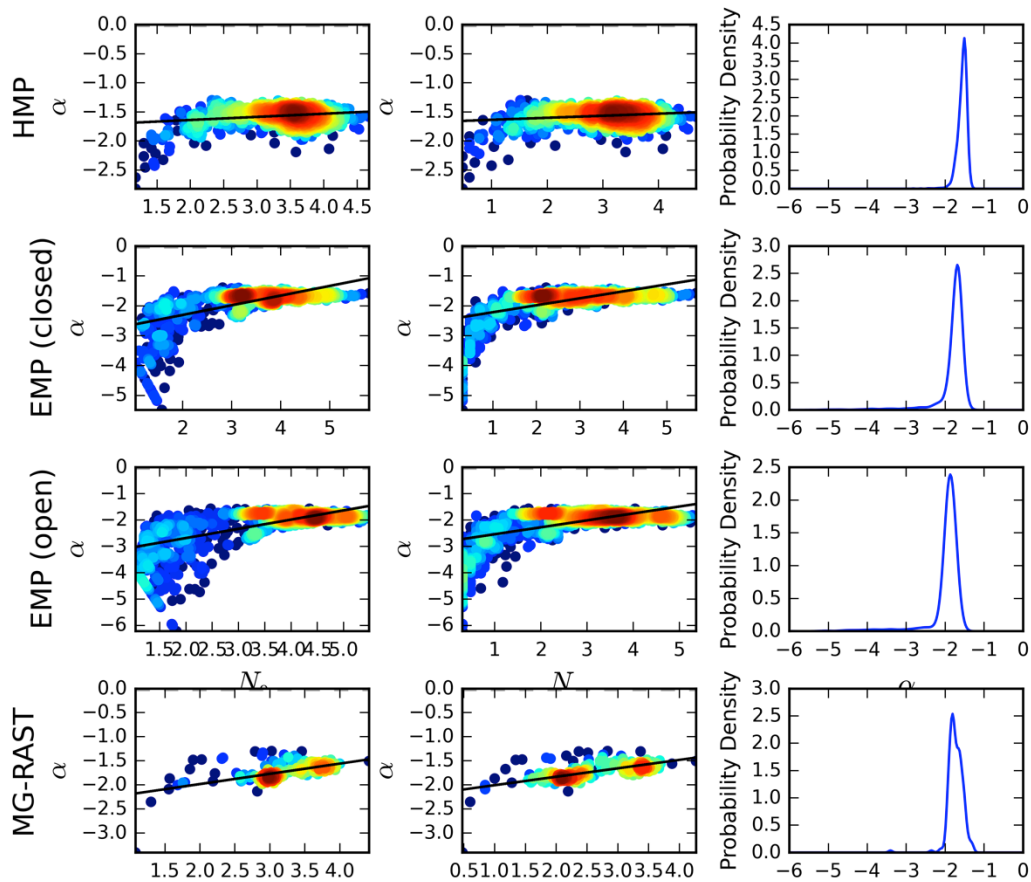 HMP
α
0.0
−0.5
−1.0
−1.5
−2.0
−2.5
1.5 2.0 2.5 3.0 3.5 4.0 4.5
α
0.0
−0.5
−1.0
−1.5
−2.0
−2.5
1 2 3 4
Probability Density
4.5
4.0
3.5
3.0
2.5
2.0
1.5
1.0
0.5
0.0
−6 −5 −4 −3 −2 −1 0
EMP (closed)
α
0
−1
−2
−3
−4
−5
2 3 4 5
α
0
−1
−2
−3
−4
−5
1 2 3 4 5
Probability Density
3.0
2.5
2.0
1.5
1.0
0.5
0.0
−6 −5 −4 −3 −2 −1 0
EMP (open)
α
0
−1
−2
−3
−4
−5
−6
1.5 2.0 2.5 3.0 3.5 4.0 4.5 5.0
α
0
−1
−2
−3
−4
−5
−6
1 2 3 4 5
Probability Density
2.5
2.0
1.5
1.0
0.5
0.0
−6 −5 −4 −3 −2 −1 0
N N
MG-RAST
α
0.0
−0.5
−1.0
−1.5
−2.0
−2.5
−3.0
1.5 2.0 2.5 3.0 3.5 4.0
α
0.0
−0.5
−1.0
−1.5
−2.0
−2.5
−3.0
0.5 1.0 1.5 2.0 2.5 3.0 3.5 4.0
Probability Density
3.0
2.5
2.0
1.5
1.0
0.5
0.0
−6 −5 −4 −3 −2 −1 0